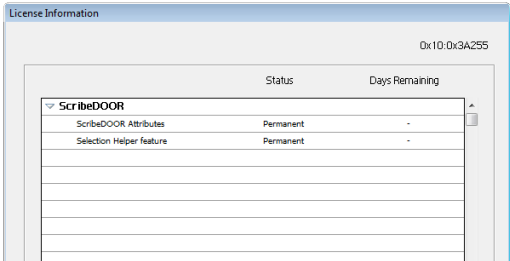 License Information
0x10:0x3A255
Status Days Remaining
ScribeDOOR
ScribeDOOR Attributes Permanent -
Selection Helper feature Permanent -